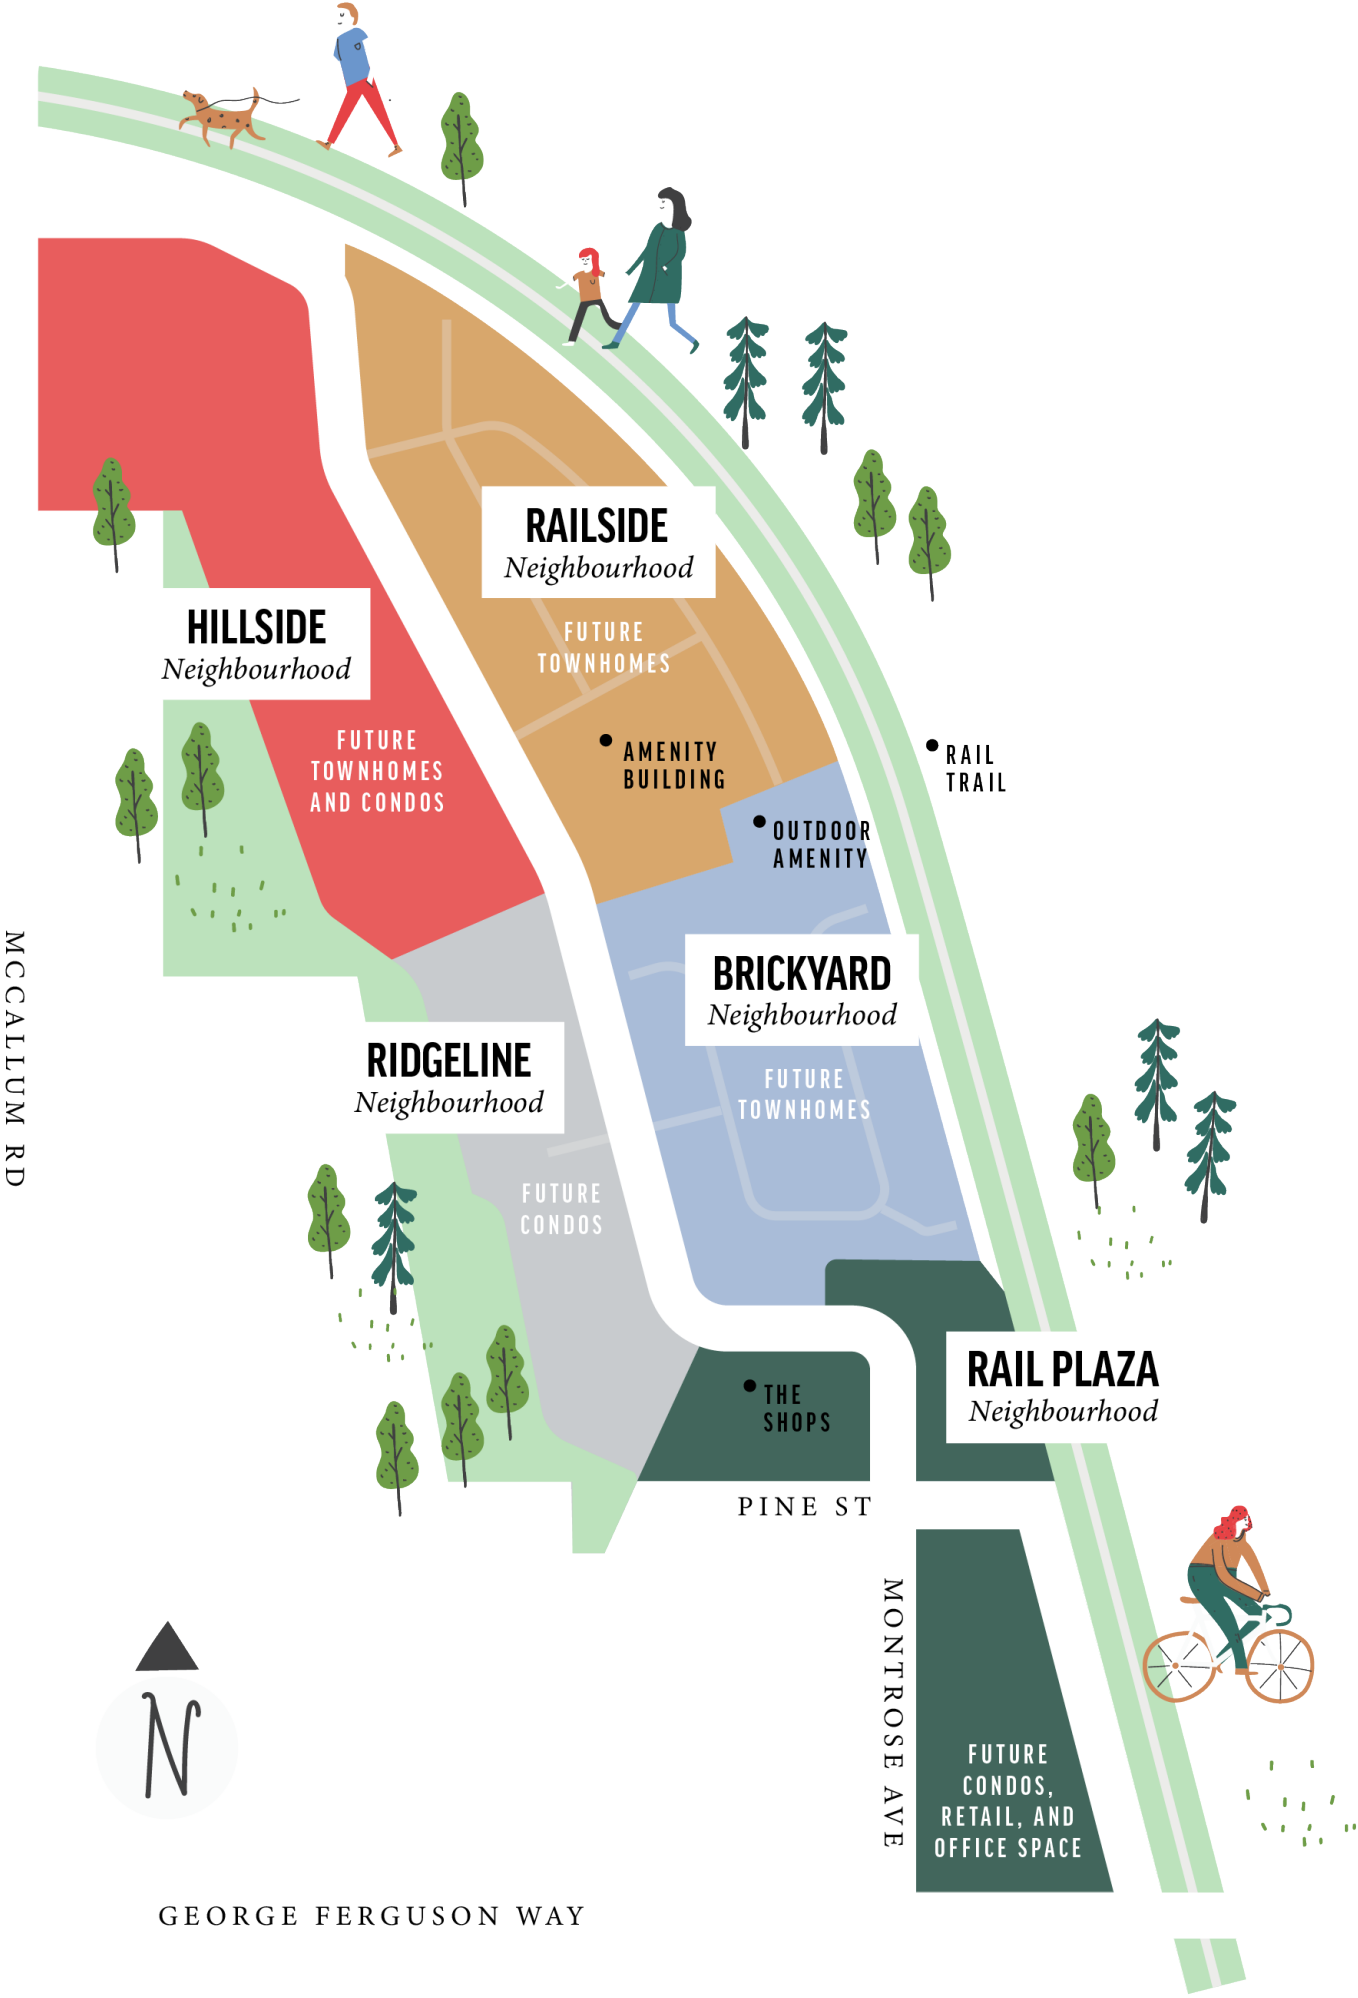 RAILSIDE
Neighbourhood
FUTURE
TOWNHOMES
HILLSIDE
Neighbourhood
FUTURE
TOWNHOMES
AND CONDOS
AMENITY
BUILDING
RAIL
TRAIL
OUTDOOR
AMENITY
BRICKYARD
Neighbourhood
FUTURE
TOWNHOMES
MCCALLUM RD
RIDGELINE
Neighbourhood
FUTURE
CONDOS
RAIL PLAZA
Neighbourhood
THE
SHOPS
PINE ST
MONTROSE AVE
FUTURE
CONDOS,
RETAIL, AND
OFFICE SPACE
N
GEORGE FERGUSON WAY